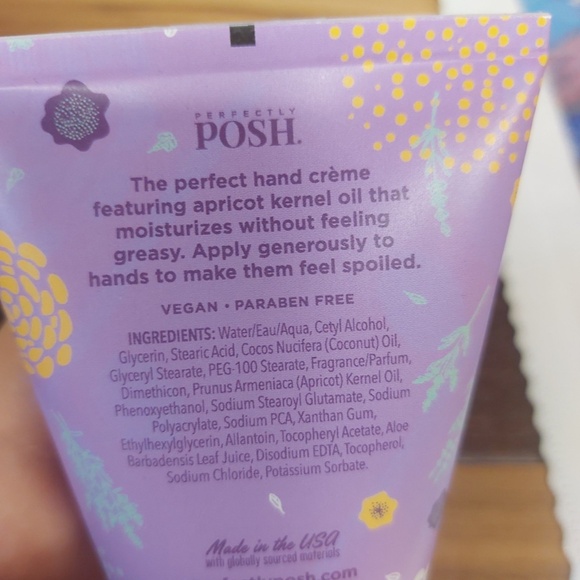 PERFECTLY
POSH.
The perfect hand crème
featuring apricot kernel oil that
moisturizes without feeling
greasy. Apply generously to
hands to make them feel spoiled.
VEGAN • PARABEN FREE
INGREDIENTS: Water/Eau/Aqua, Cetyl Alcohol,
Glycerin, Stearic Acid, Cocos Nucifera (Coconut) Oil,
Glyceryl Stearate, PEG-100 Stearate, Fragrance/Parfum,
Dimethicon, Prunus Armeniaca (Apricot) Kernel Oil,
Phenoxyethanol, Sodium Stearoyl Glutamate, Sodium
Polyacrylate, Sodium PCA, Xanthan Gum,
Ethylhexylglycerin, Allantoin, Tocopheryl Acetate, Aloe
Barbadensis Leaf Juice, Disodium EDTA, Tocopherol,
Sodium Chloride, Potassium Sorbate.
Made in the USA
with globally sourced materials